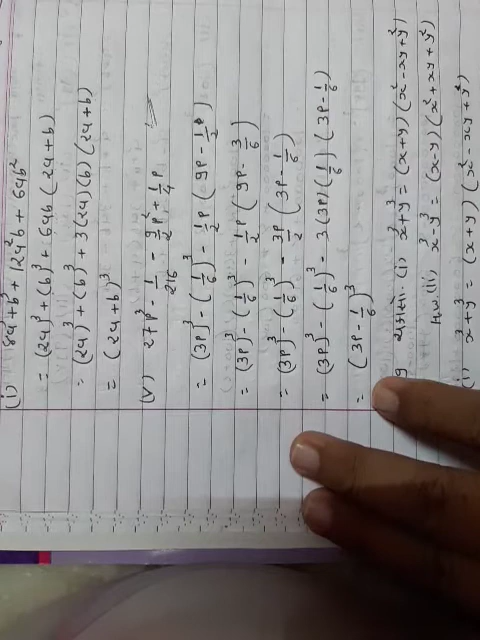 (i) 8a³ + b³ + 12a²b + 6ab²
= (2a)³ + (b)³ + 6ab (2a + b)
= (2a)³ + (b)³ + 3(2a)(b) (2a + b)
= (2a + b)³
(V) 27p³ - 1/216 - 9/2 p² + 1/4 p
= (3p)³ - (1/6)³ - 1/2 p (9p - 1/2)
= (3p)³ - (1/6)³ - 1/2 p (9p - 3/6)
= (3p)³ - (1/6)³ - 3p/2 (3p - 1/6)
= (3p)³ - (1/6)³ - 3(3p)(1/6) (3p - 1/6)
= (3p - 1/6)³
9 (i) x³ + y³ = (x + y) (x² - xy + y²)
(ii) x³ - y³ = (x - y) (x² + xy + y²)
x³ + y³ = (x + y) (x² - xy + y²)